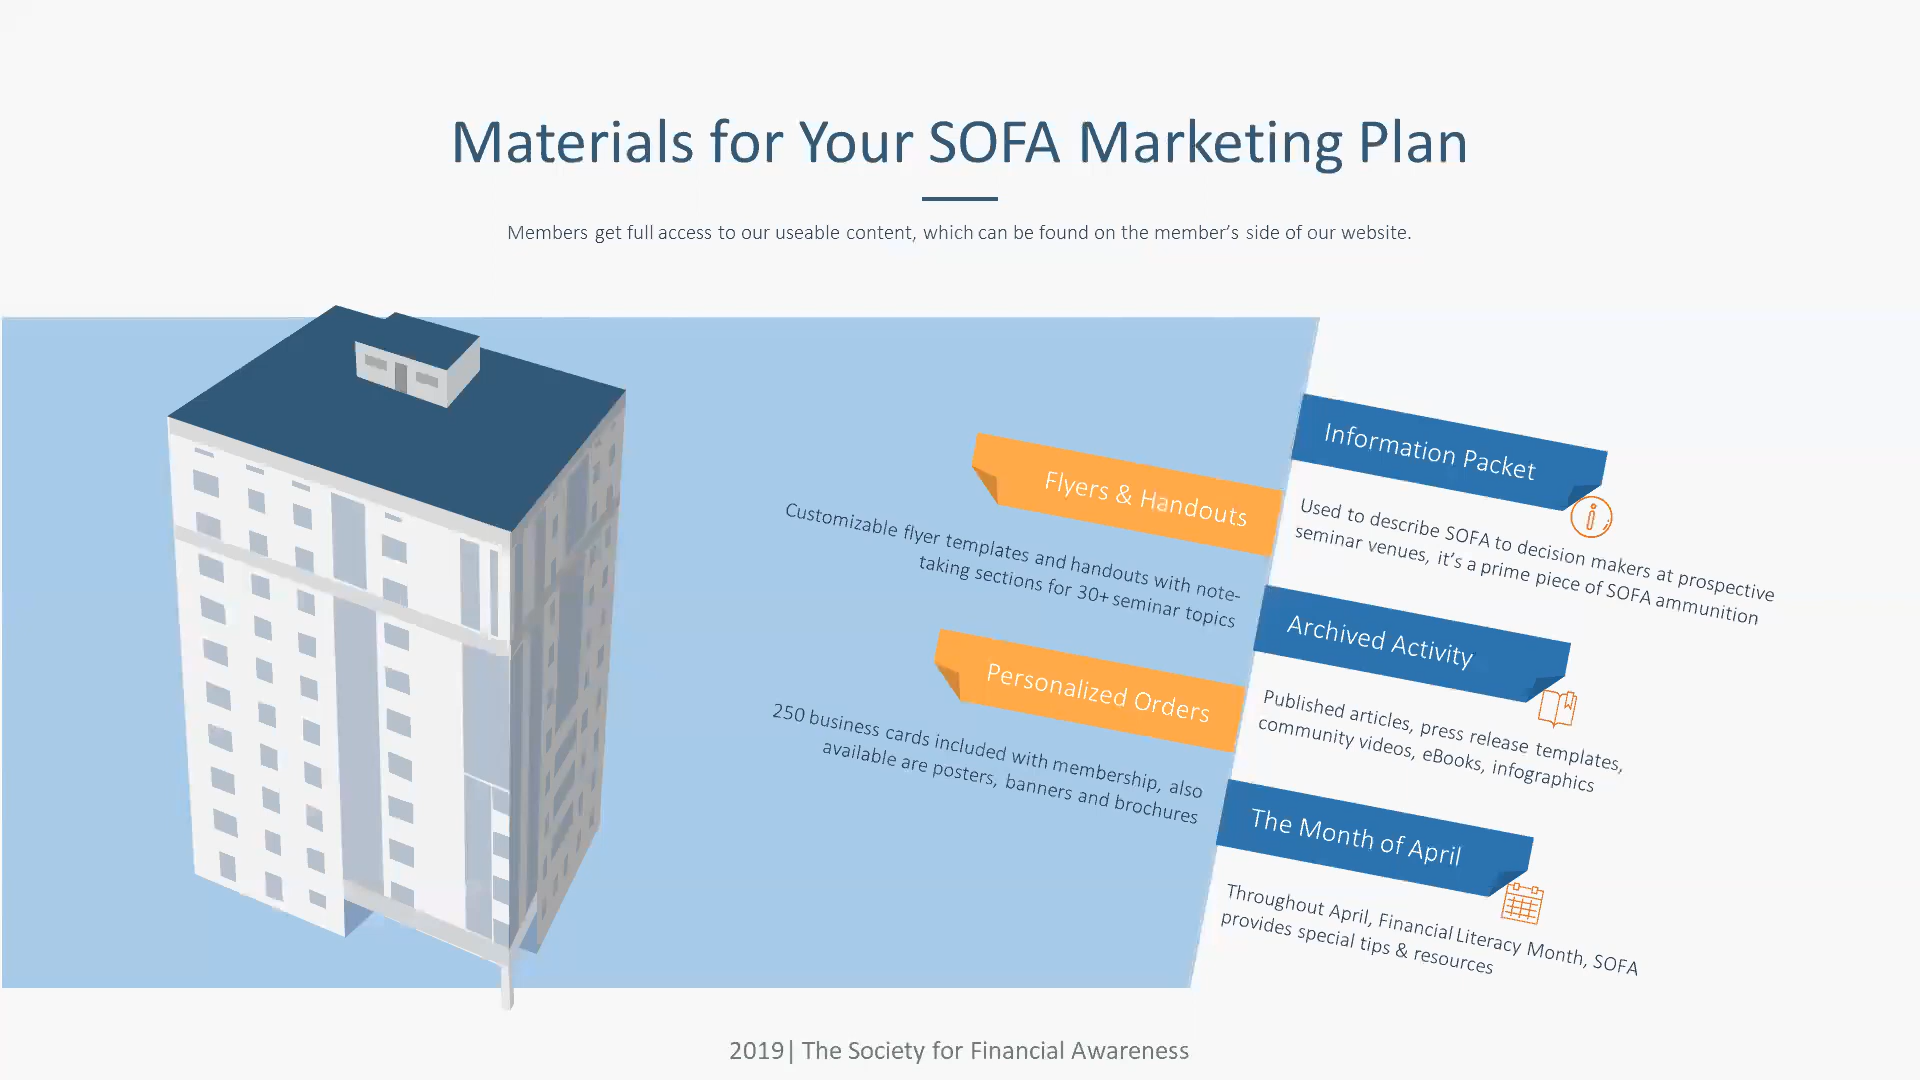 Materials for Your SOFA Marketing Plan
Members get full access to our useable content, which can be found on the member's side of our website.
Information Packet
Used to describe SOFA to decision makers at prospective
seminar venues, it's a prime piece of SOFA ammunition
Flyers & Handouts
Customizable flyer templates and handouts with note-
taking sections for 30+ seminar topics
Archived Activity
Published articles, press release templates,
community videos, eBooks, infographics
Personalized Orders
250 business cards included with membership, also
available are posters, banners and brochures
The Month of April
Throughout April, Financial Literacy Month, SOFA
provides special tips & resources
2019| The Society for Financial Awareness